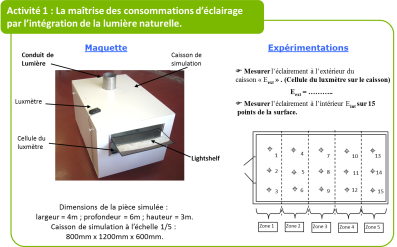 Activité 1 : La maîtrise des consommations d'éclairage
par l'intégration de la lumière naturelle.
Maquette
Conduit de
Lumière
Caisson de
simulation
Luxmètre
Cellule du
luxmètre
Lightshelf
Dimensions de la pièce simulée :
largeur = 4m ; profondeur = 6m ; hauteur = 3m.
Caisson de simulation à l'échelle 1/5 :
800mm x 1200mm x 600mm.
Expérimentations
☞ Mesurer l'éclairement à l'extérieur du
caisson « Eext » . (Cellule du luxmètre sur le caisson)
Eext = ………..
☞ Mesurer l'éclairement à l'intérieur Eint sur 15
points de la surface.
1 4 7 10 13
2 5 8 11 14
3 6 9 12 15
Zone 1 Zone 2 Zone 3 Zone 4 Zone 5